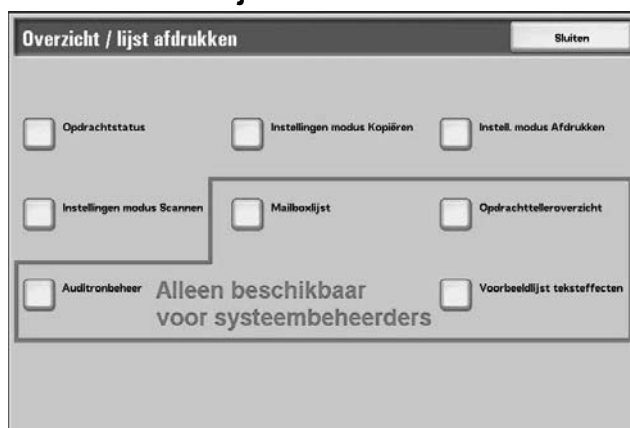 Overzicht / lijst afdrukken
Sluiten
Opdrachtstatus
Instellingen modus Kopiëren
Instell. modus Afdrukken
Instellingen modus Scannen
Mailboxlijst
Opdrachttelleroverzicht
Auditronbeheer
Alleen beschikbaar
voor systeembeheerders
Voorbeeldlijst teksteffecten